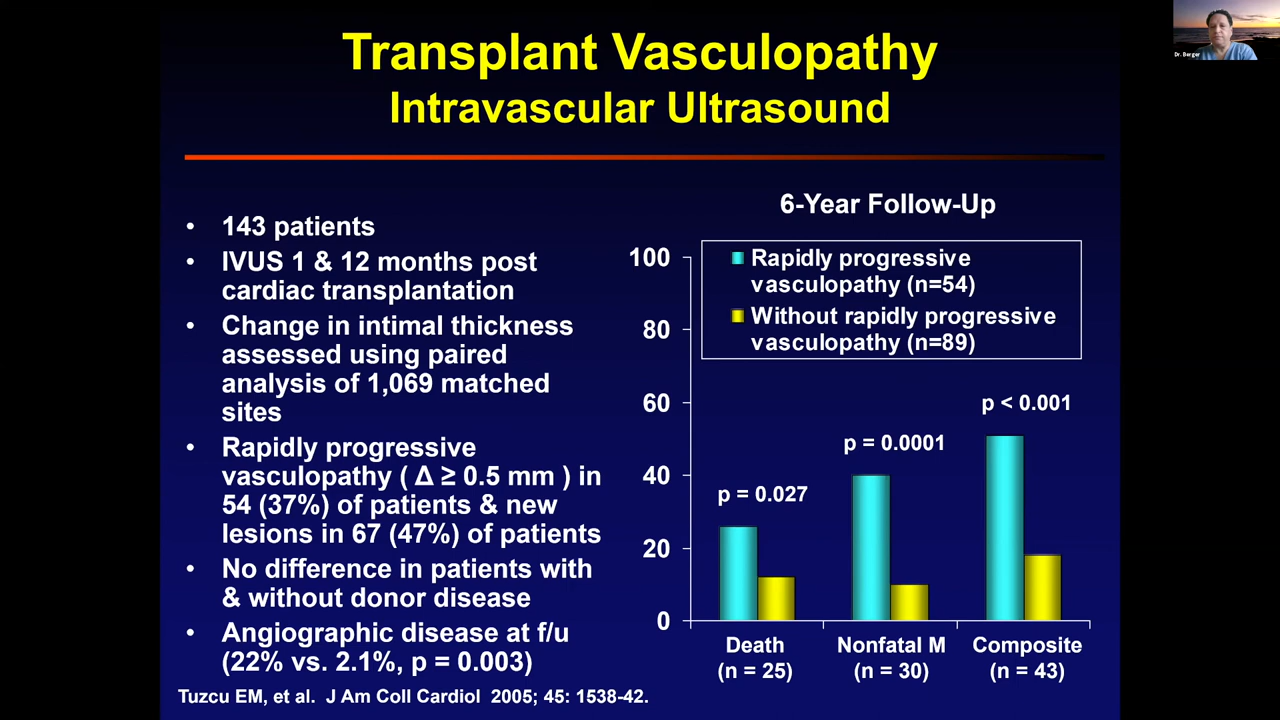 Transplant Vasculopathy
Intravascular Ultrasound
• 143 patients
• IVUS 1 & 12 months post
cardiac transplantation
• Change in intimal thickness
assessed using paired
analysis of 1,069 matched
sites
• Rapidly progressive
vasculopathy ( Δ ≥ 0.5 mm ) in
54 (37%) of patients & new
lesions in 67 (47%) of patients
• No difference in patients with
& without donor disease
• Angiographic disease at f/u
(22% vs. 2.1%, p = 0.003)
Tuzcu EM, et al.  J Am Coll Cardiol  2005; 45: 1538-42.
6-Year Follow-Up
Rapidly progressive
vasculopathy (n=54)
Without rapidly progressive
vasculopathy (n=89)
100
80
60
40
20
0
p = 0.027
p = 0.0001
p < 0.001
Death
(n = 25)
Nonfatal M
(n = 30)
Composite
(n = 43)
Dr. Berger